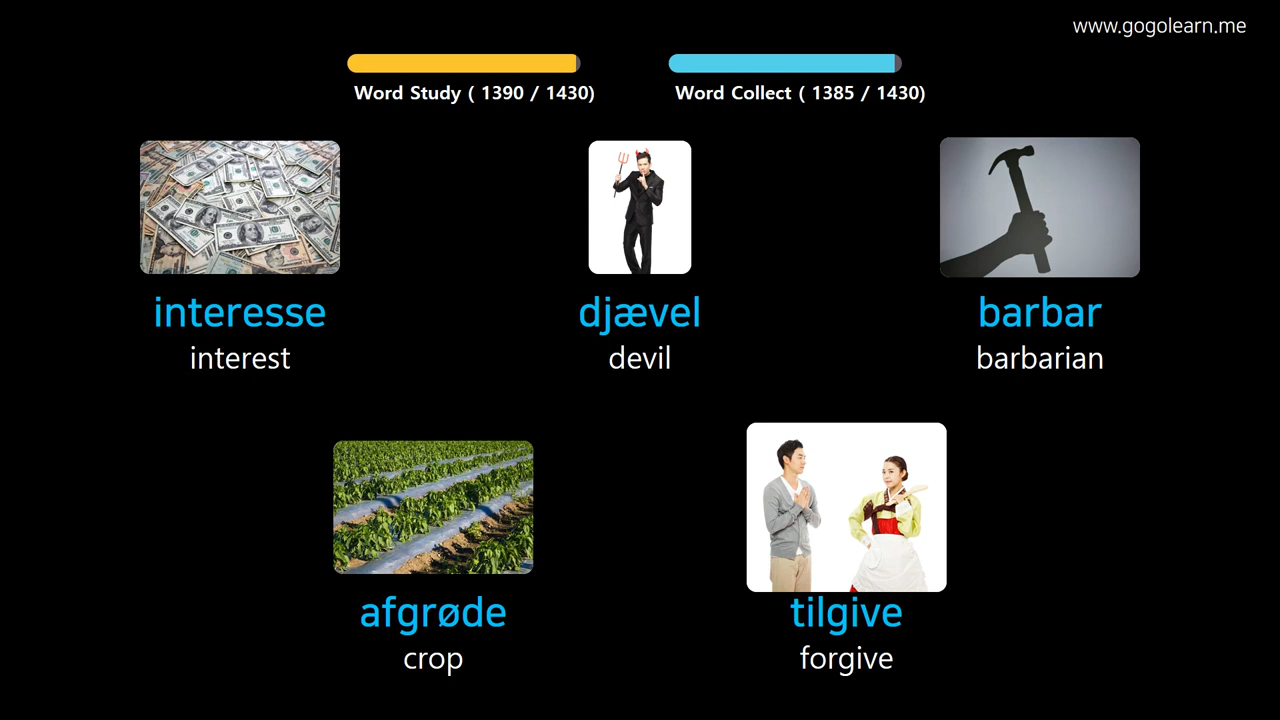 www.gogolearn.me
Word Study ( 1390 / 1430)
Word Collect ( 1385 / 1430)
interesse
interest
djævel
devil
barbar
barbarian
afgrøde
crop
tilgive
forgive